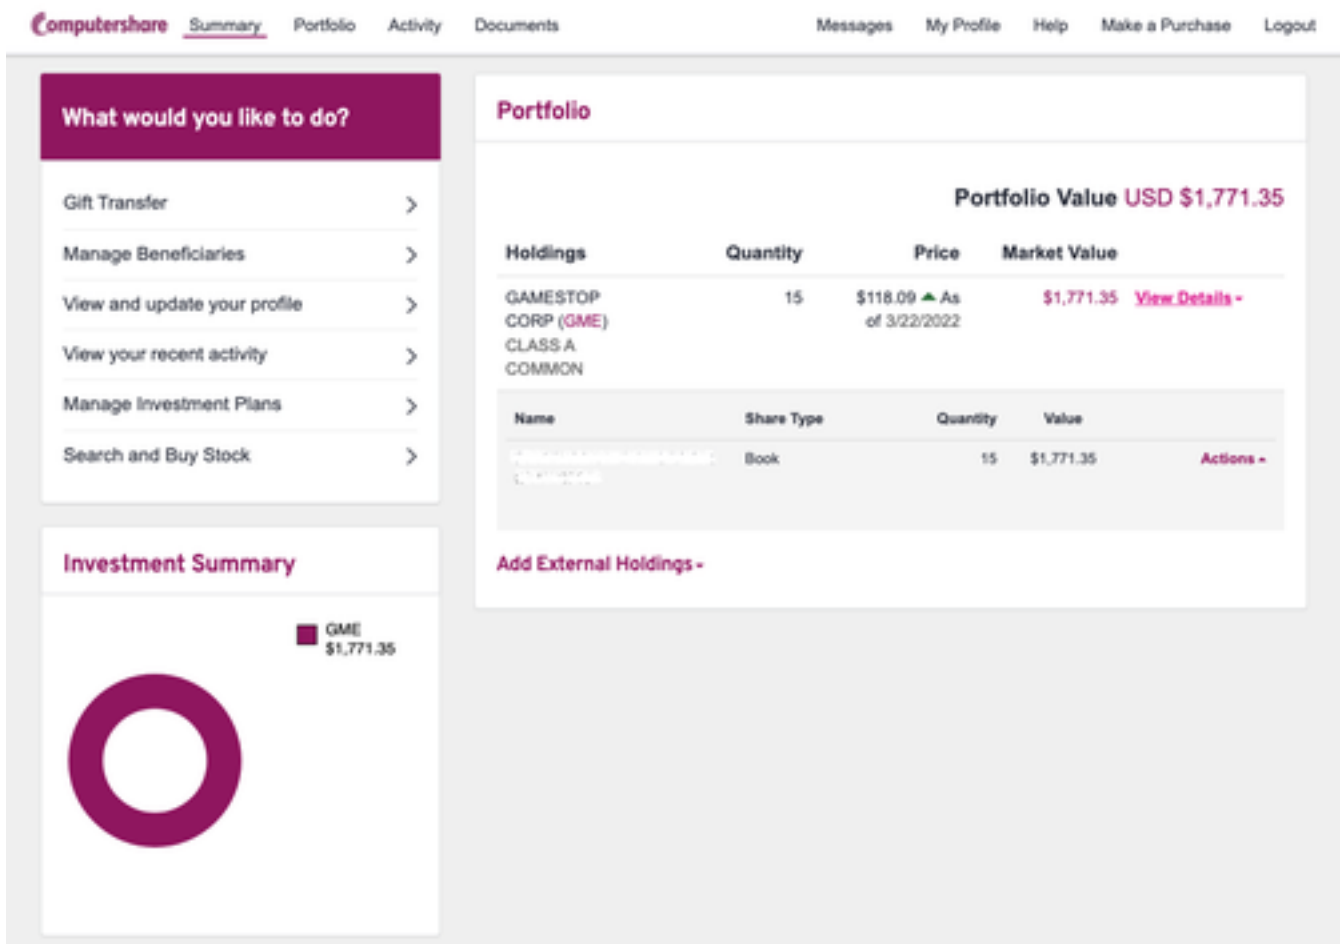 Computershare Summary Portfolio Activity Documents Messages My Profile Help Make a Purchase Logout
What would you like to do?
Gift Transfer
Manage Beneficiaries
View and update your profile
View your recent activity
Manage Investment Plans
Search and Buy Stock
Investment Summary
GME
$1,771.35
Portfolio
Portfolio Value USD $1,771.35
Holdings Quantity Price Market Value
GAMESTOP 15 $118.09 As $1,771.35 View Details
CORP (GME) of 3/22/2022
CLASS A
COMMON
Name Share Type Quantity Value
Book 15 $1,771.35 Actions
Add External Holdings